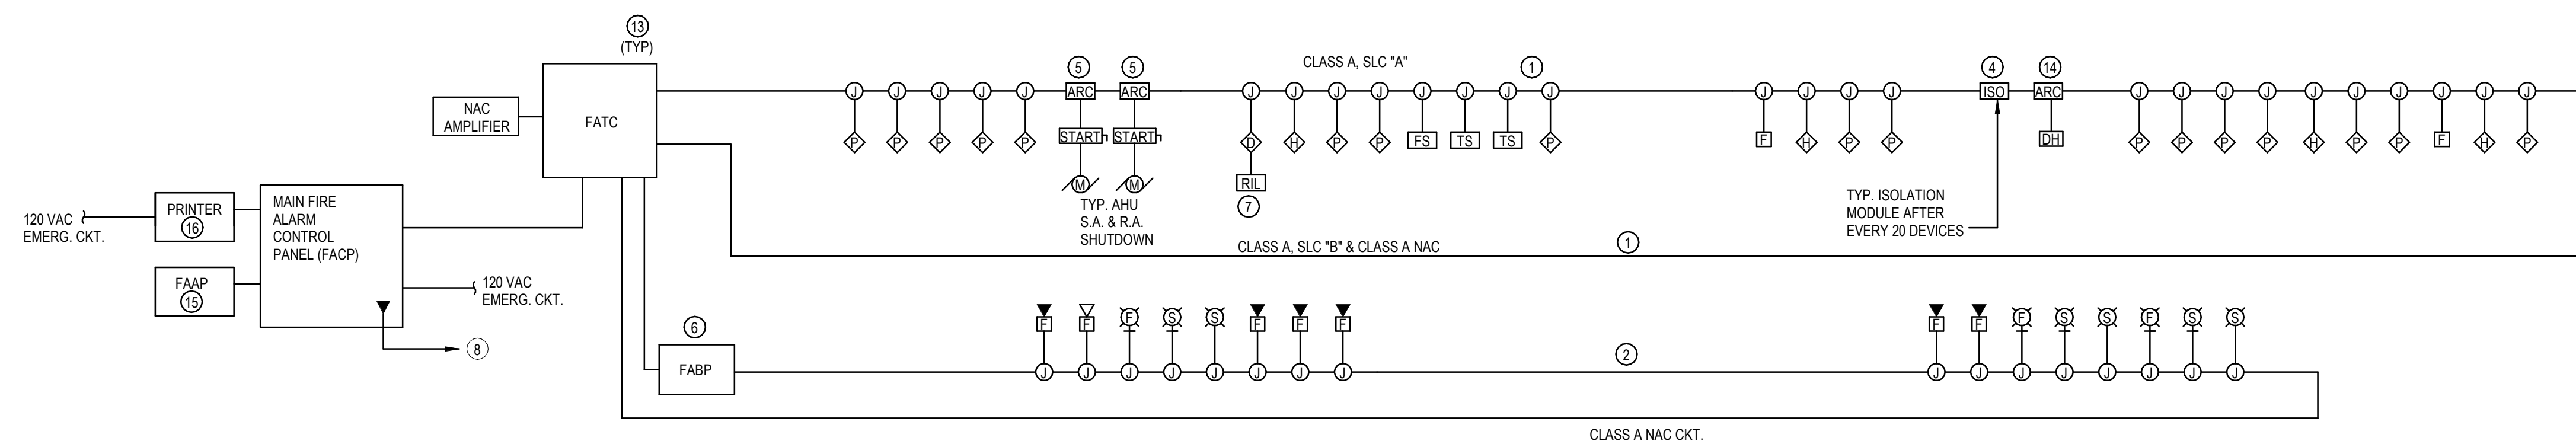 13
(TYP)
FATC
NAC
AMPLIFIER
PRINTER
16
120 VAC
EMERG. CKT.
FAAP
15
MAIN FIRE
ALARM
CONTROL
PANEL (FACP)
120 VAC
EMERG. CKT.
8
CLASS A, SLC "A"
5 5 1 4 14
J J J J J ARC ARC J J J J J J J J J J J J ISO ARC J J J J J J J J J J
P P P P P START START D H P P FS TS TS P F H P P DH P P P P H P P F H P
M M
RIL
7
TYP. AHU
S.A. & R.A.
SHUTDOWN
TYP. ISOLATION
MODULE AFTER
EVERY 20 DEVICES
CLASS A, SLC "B" & CLASS A NAC
1
6
FABP
F F F S S F F F
J J J J J J J J
2
F F F S S F S S
J J J J J J J J
CLASS A NAC CKT.